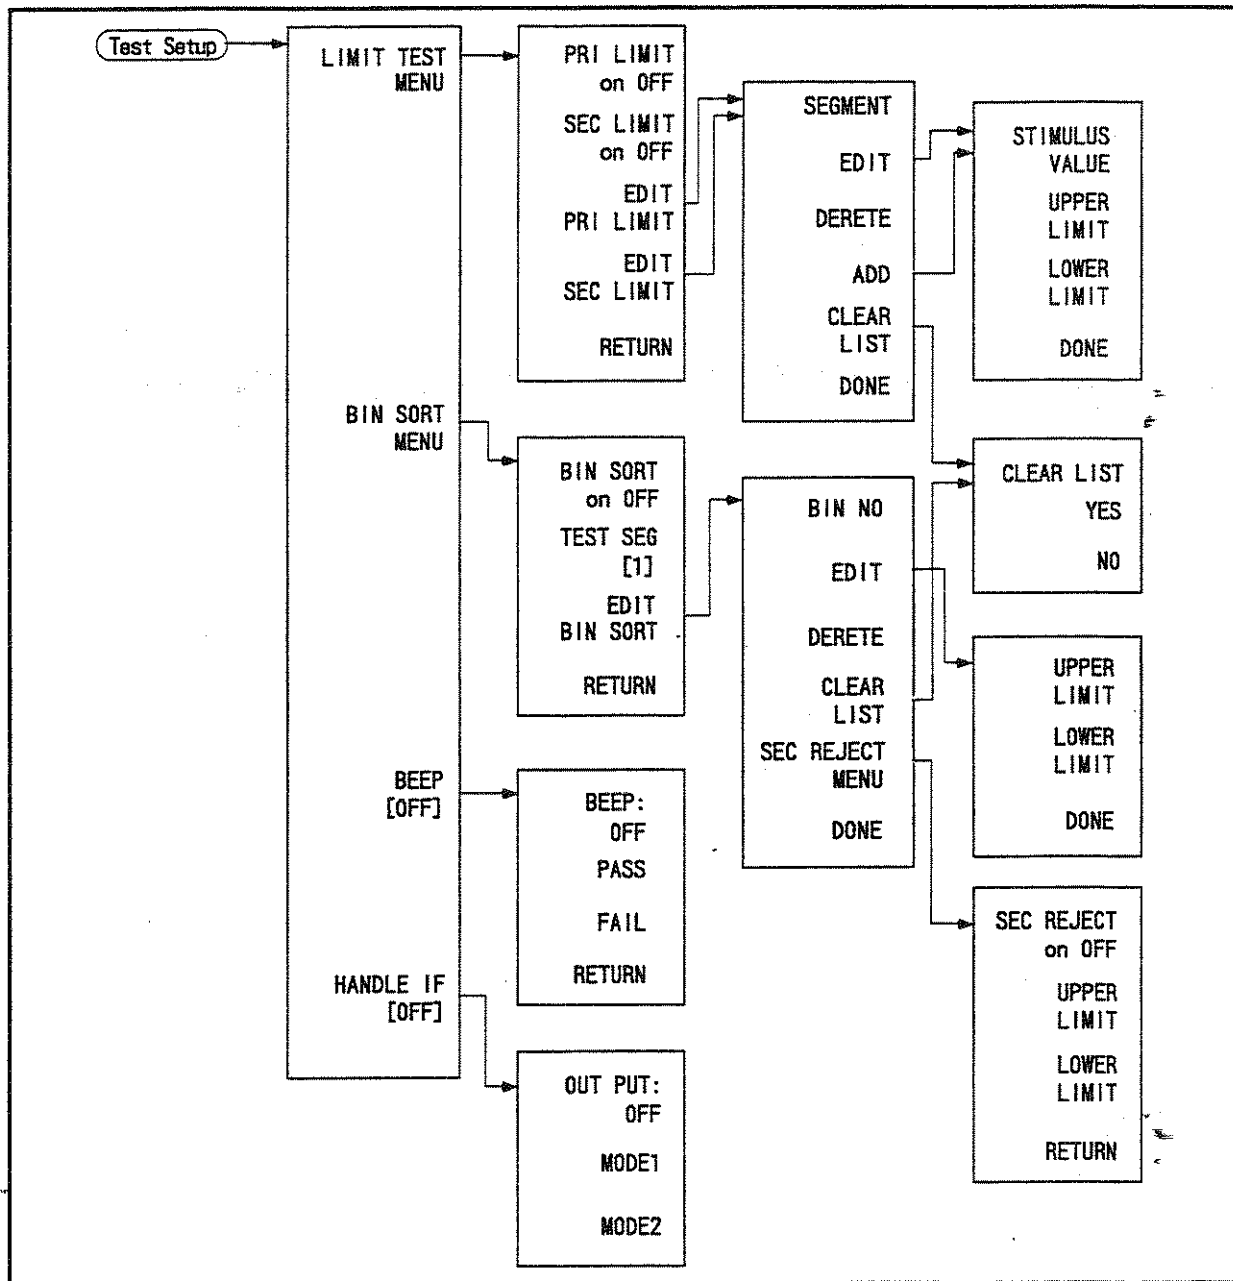 Test Setup
LIMIT TEST
MENU
BIN SORT
MENU
BEEP
[OFF]
HANDLE IF
[OFF]
PRI LIMIT
on OFF
SEC LIMIT
on OFF
EDIT
PRI LIMIT
EDIT
SEC LIMIT
RETURN
BIN SORT
on OFF
TEST SEG
[1]
EDIT
BIN SORT
RETURN
BEEP:
OFF
PASS
FAIL
RETURN
OUT PUT:
OFF
MODE1
MODE2
SEGMENT
EDIT
DERETE
ADD
CLEAR
LIST
DONE
BIN NO
EDIT
DERETE
CLEAR
LIST
SEC REJECT
MENU
DONE
STIMULUS
VALUE
UPPER
LIMIT
LOWER
LIMIT
DONE
CLEAR LIST
YES
NO
UPPER
LIMIT
LOWER
LIMIT
DONE
SEC REJECT
on OFF
UPPER
LIMIT
LOWER
LIMIT
RETURN